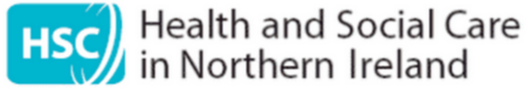 HSC
Health and Social Care
in Northern Ireland